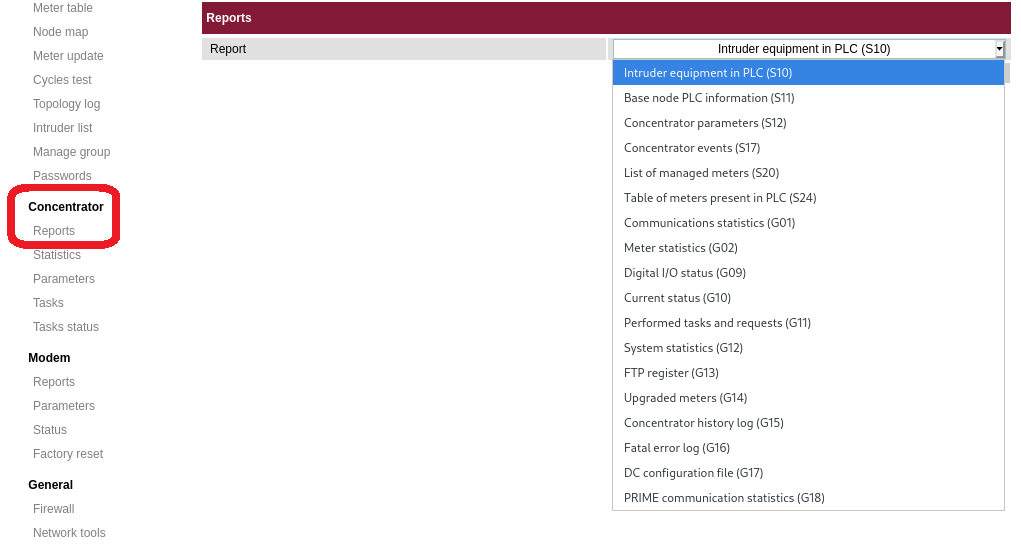 Meter table
Node map
Meter update
Cycles test
Topology log
Intruder list
Manage group
Passwords
Concentrator
Reports
Statistics
Parameters
Tasks
Tasks status
Modem
Reports
Parameters
Status
Factory reset
General
Firewall
Network tools
Reports
Report
Intruder equipment in PLC (S10)
Intruder equipment in PLC (S10)
Base node PLC information (S11)
Concentrator parameters (S12)
Concentrator events (S17)
List of managed meters (S20)
Table of meters present in PLC (S24)
Communications statistics (G01)
Meter statistics (G02)
Digital I/O status (G09)
Current status (G10)
Performed tasks and requests (G11)
System statistics (G12)
FTP register (G13)
Upgraded meters (G14)
Concentrator history log (G15)
Fatal error log (G16)
DC configuration file (G17)
PRIME communication statistics (G18)